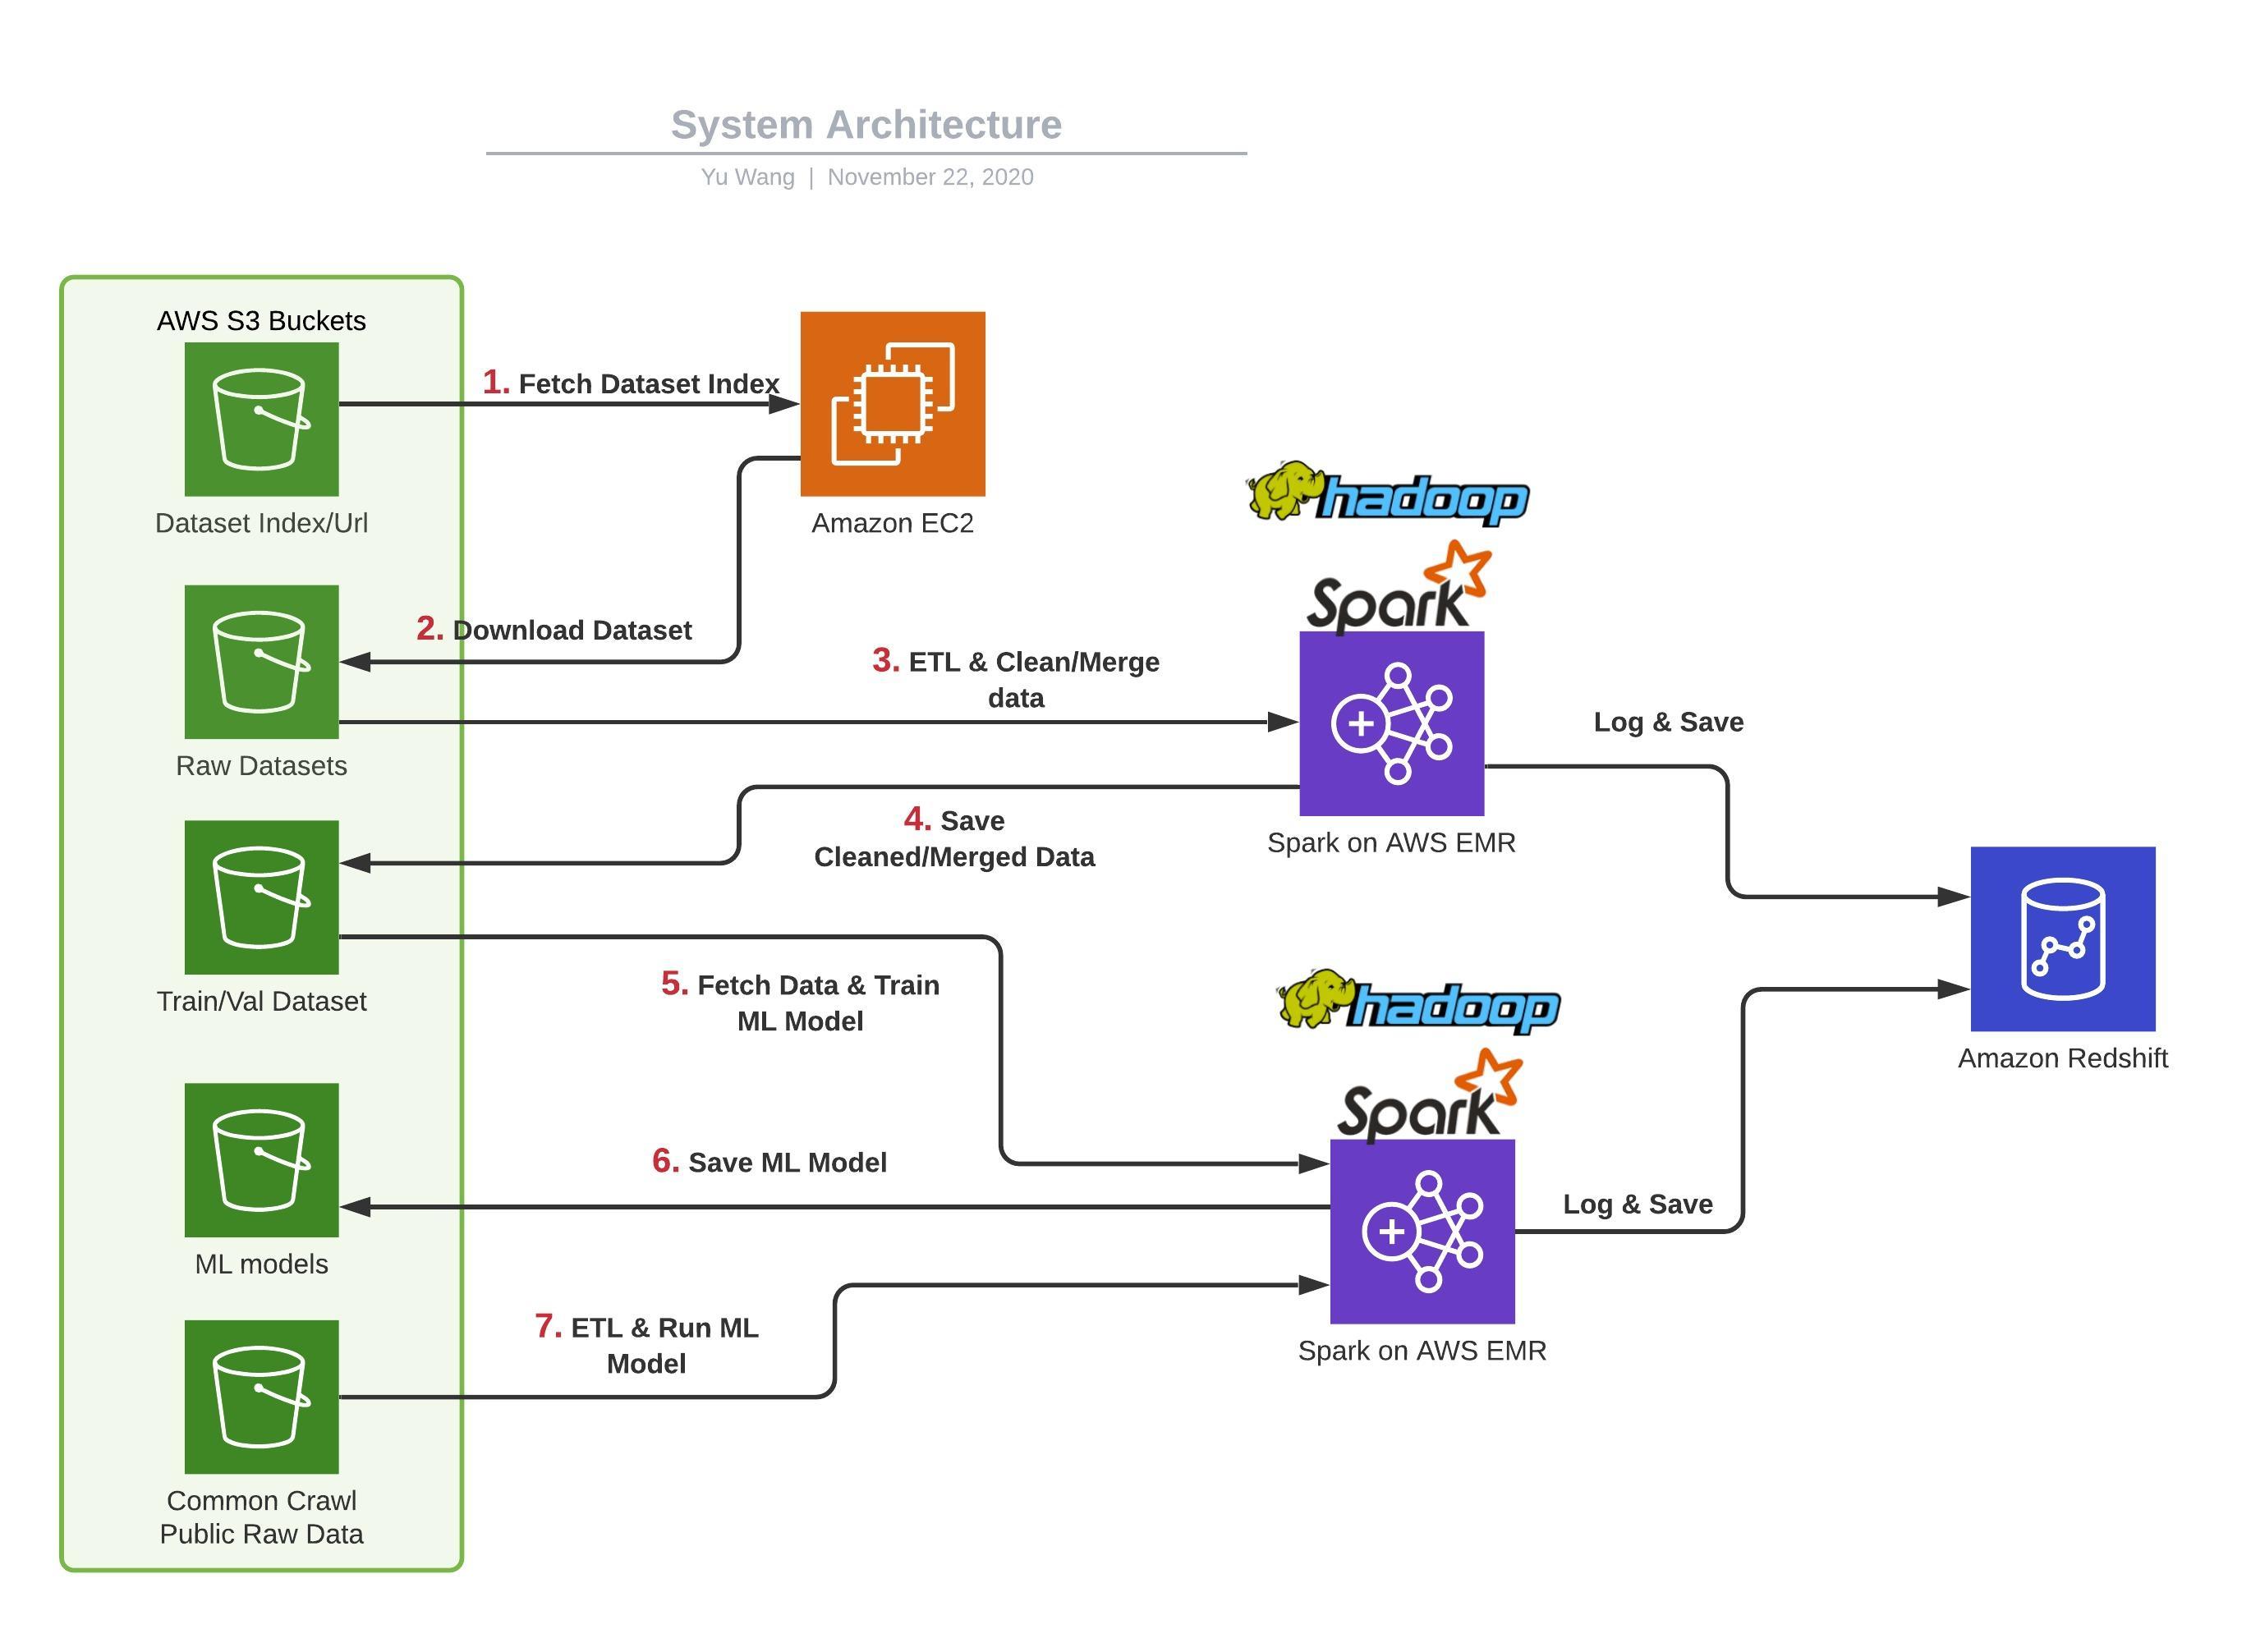 System Architecture
Yu Wang | November 22, 2020
AWS S3 Buckets
1. Fetch Dataset Index
Dataset Index/Url
Amazon EC2
hadoop
Spark
2. Download Dataset
3. ETL & Clean/Merge
data
Log & Save
Raw Datasets
4. Save
Cleaned/Merged Data
Spark on AWS EMR
Train/Val Dataset
5. Fetch Data & Train
ML Model
hadoop
Spark
Amazon Redshift
6. Save ML Model
Log & Save
ML models
7. ETL & Run ML
Model
Spark on AWS EMR
Common Crawl
Public Raw Data